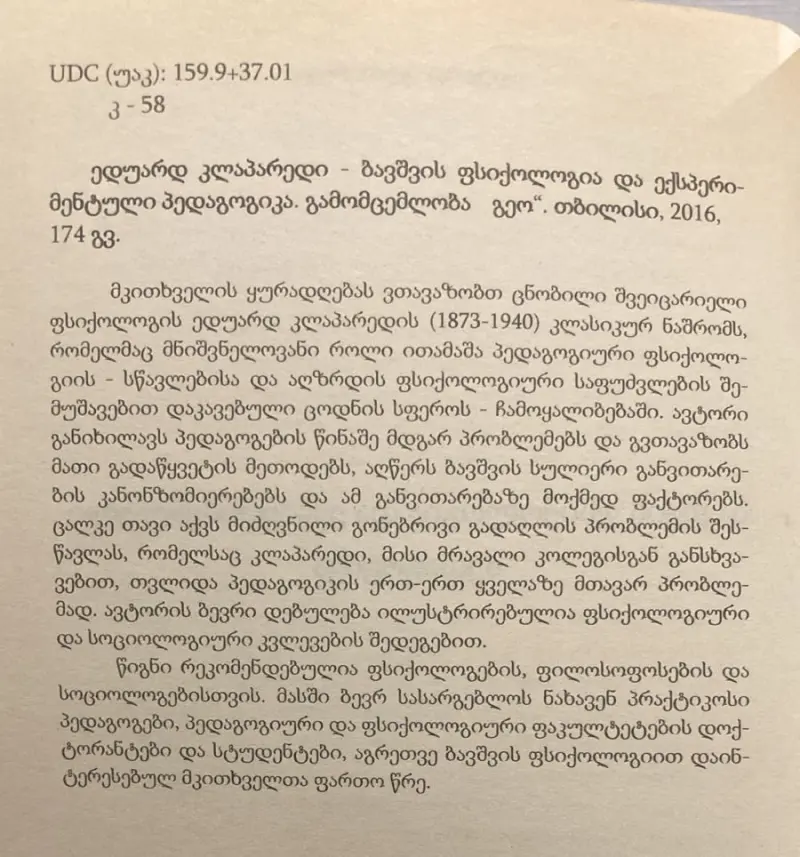 UDC (უაკ): 159.9+37.01
კ - 58
ედუარდ კლაპარედი - ბავშვის ფსიქოლოგია და ექსპერი-
მენტული პედაგოგიკა. გამომცემლობა გეო“. თბილისი, 2016,
174 გვ.
მკითხველის ყურადღებას ვთავაზობთ ცნობილი შვეიცარიელი
ფსიქოლოგის ედუარდ კლაპარედის (1873-1940) კლასიკურ ნაშრომს,
რომელმაც მნიშვნელოვანი როლი ითამაშა პედაგოგიური ფსიქოლო-
გიის - სწავლებისა და აღზრდის ფსიქოლოგიური საფუძვლების შე-
მუშავებით დაკავებული ცოდნის სფეროს - ჩამოყალიბებაში. ავტორი
განიხილავს პედაგოგების წინაშე მდგარ პრობლემებს და გვთავაზობს
მათი გადაწყვეტის მეთოდებს, აღწერს ბავშვის სულიერი განვითარე-
ბის კანონზომიერებებს და ამ განვითარებაზე მოქმედ ფაქტორებს.
ცალკე თავი აქვს მიძღვნილი გონებრივი გადაღლის პრობლემის შეს-
წავლას, რომელსაც კლაპარედი, მისი მრავალი კოლეგისგან განსხვა-
ვებით, თვლიდა პედაგოგიკის ერთ-ერთ ყველაზე მთავარ პრობლე-
მად. ავტორის ბევრი დებულება ილუსტრირებულია ფსიქოლოგიური
და სოციოლოგიური კვლევების შედეგებით.
წიგნი რეკომენდებულია ფსიქოლოგების, ფილოსოფოსების და
სოციოლოგებისთვის. მასში ბევრ სასარგებლოს ნახავენ პრაქტიკოსი
პედაგოგები, პედაგოგიური და ფსიქოლოგიური ფაკულტეტების დოქ-
ტორანტები და სტუდენტები, აგრეთვე ბავშვის ფსიქოლოგიით დაინ-
ტერესებულ მკითხველთა ფართო წრე.